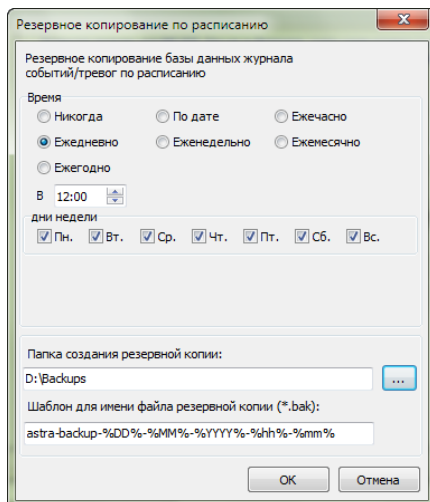 Резервное копирование по расписанию
Резервное копирование базы данных журнала
событий/тревог по расписанию
Время
Никогда По дате Ежечасно
Ежедневно Еженедельно Ежемесячно
Ежегодно
В 12:00
дни недели
Пн. Вт. Ср. Чт. Пт. Сб. Вс.
Папка создания резервной копии:
D:\Backups ...
Шаблон для имени файла резервной копии (*.bak):
astra-backup-%DD%-%MM%-%YYYY%-%hh%-%mm%
ОК Отмена